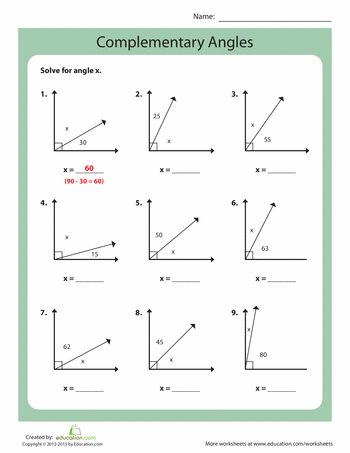 Name:
Complementary Angles
Solve for angle x.
1.
x
30
x = 60
(90 - 30 = 60)
2.
25
x
x =
3.
x
55
x =
4.
x
15
x =
5.
50
x
x =
6.
x
63
x =
7.
62
x
x =
8.
45
x
x =
9.
x
80
x =
Created by: education.com
Copyright © 2012-2013 by Education.com
More worksheets at www.education.com/worksheets